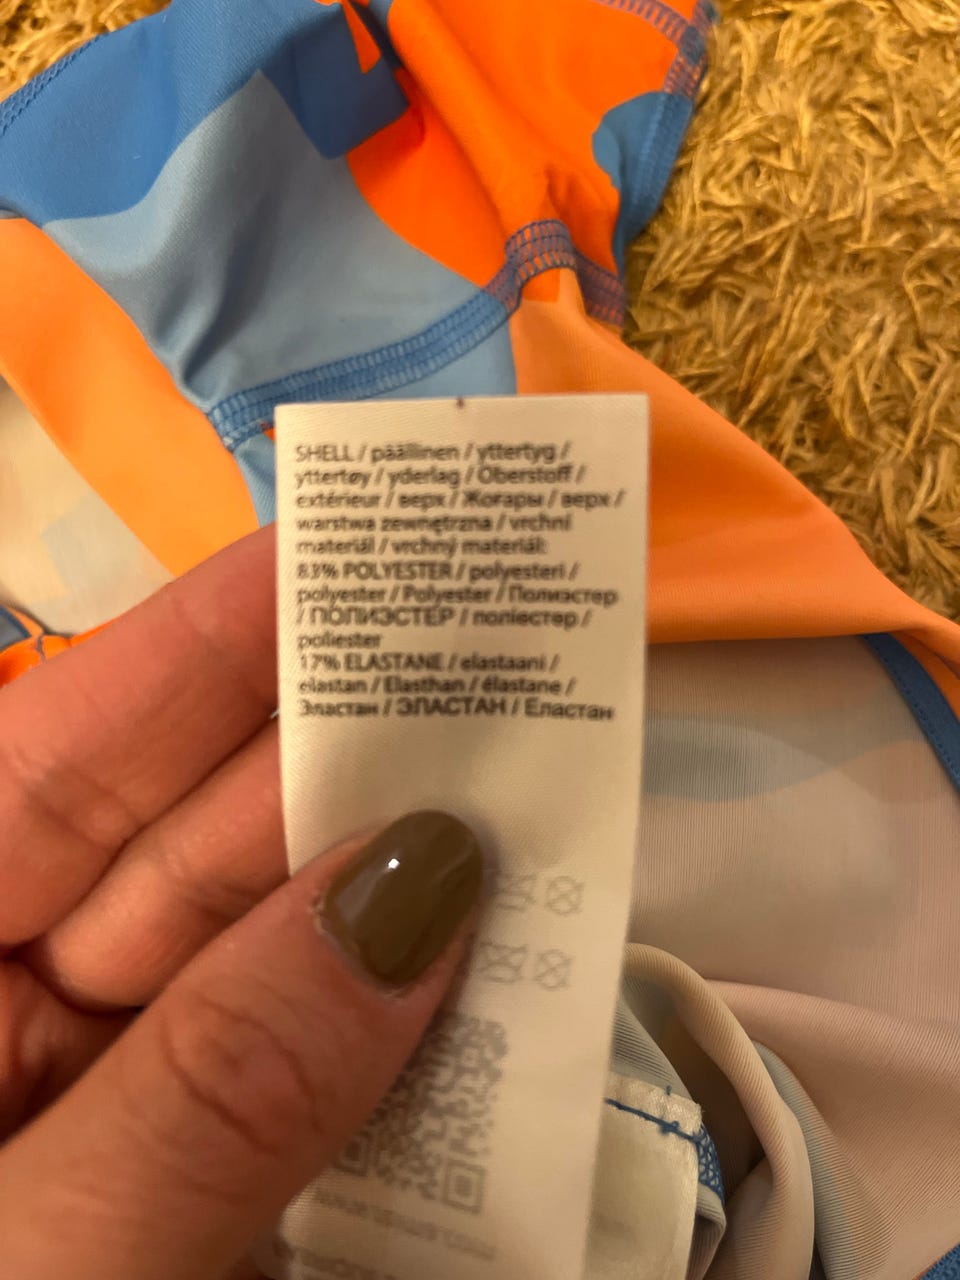 SHELL / päällinen / yttertyg /
yttertøy / yderlag / Oberstoff /
extérieur / верх / Жоғары / верх /
warstwa zewnętrzna / vrchní
materiál / vrchný materiál:
83% POLYESTER / polyesteri /
polyester / Polyester / Полиэстер
/ ПОЛИЭСТЕР / поліестер /
poliester
17% ELASTANE / elastaani /
elastan / Elasthan / élastane /
Эластан / ЭЛАСТАН / Еластан